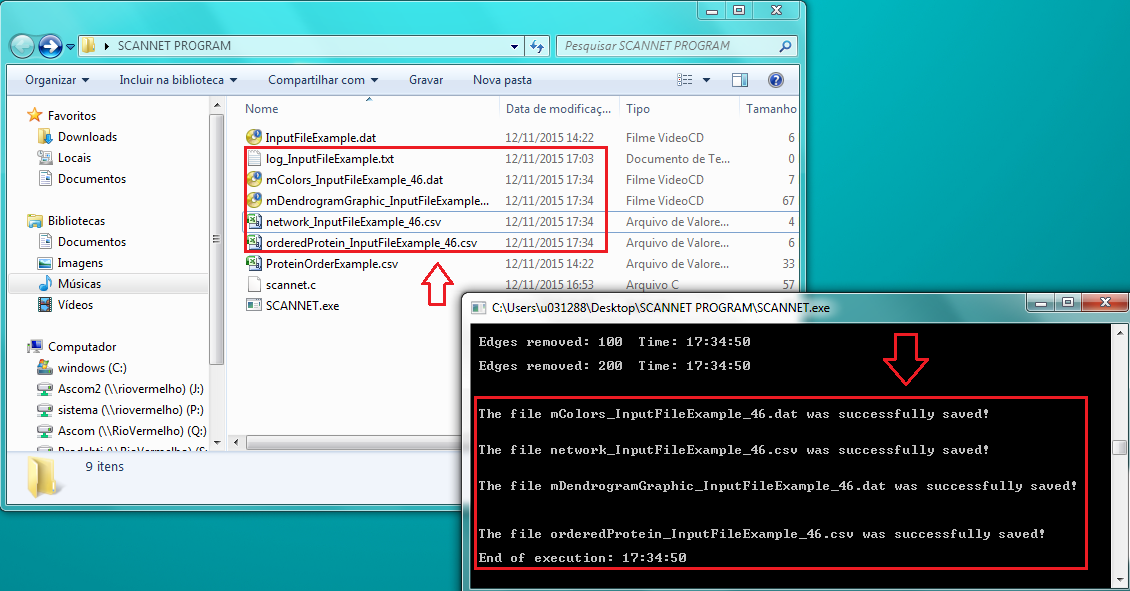 SCANNET PROGRAM
Pesquisar SCANNET PROGRAM
Organizar Incluir na biblioteca Compartilhar com Gravar Nova pasta
Favoritos
Downloads
Locais
Documentos
Bibliotecas
Documentos
Imagens
Músicas
Vídeos
Computador
windows (C:)
Ascom2 (\\riovermelho) (J:)
sistema (\\rioVermelho) (P:)
Ascom (\\RioVermelho) (Q:)
Nome Data de modificaç... Tipo Tamanho
InputFileExample.dat 12/11/2015 14:22 Filme VideoCD 6
log_InputFileExample.txt 12/11/2015 17:03 Documento de Te... 0
mColors_InputFileExample_46.dat 12/11/2015 17:34 Filme VideoCD 7
mDendrogramGraphic_InputFileExample... 12/11/2015 17:34 Filme VideoCD 67
network_InputFileExample_46.csv 12/11/2015 17:34 Arquivo de Valore... 4
orderedProtein_InputFileExample_46.csv 12/11/2015 17:34 Arquivo de Valore... 6
ProteinOrderExample.csv 12/11/2015 14:22 Arquivo de Valore... 33
scannet.c 12/11/2015 16:53 Arquivo C 57
SCANNET.exe
9 itens
C:\Users\u031288\Desktop\SCANNET PROGRAM\SCANNET.exe
Edges removed: 100 Time: 17:34:50
Edges removed: 200 Time: 17:34:50
The file mColors_InputFileExample_46.dat was successfully saved!
The file network_InputFileExample_46.csv was successfully saved!
The file mDendrogramGraphic_InputFileExample_46.dat was successfully saved!
The file orderedProtein_InputFileExample_46.csv was successfully saved!
End of execution: 17:34:50